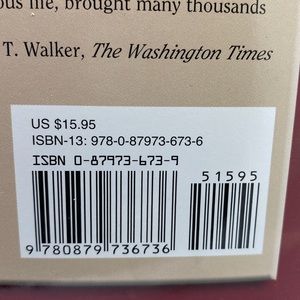 ous life, brought many thousands
T. Walker, The Washington Times
US $15.95
ISBN-13: 978-0-87973-673-6
ISBN 0-87973-673-9
51595
9 780879 736736